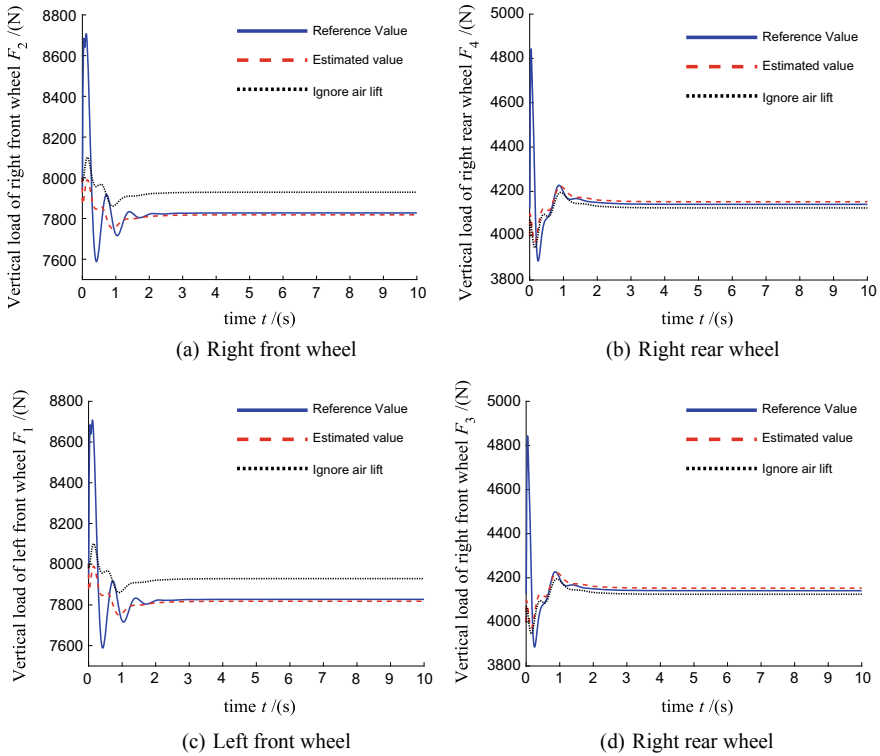 Vertical load of right front wheel F2 /(N)
8800
8600
8400
8200
8000
7800
7600
Reference Value
Estimated value
Ignore air lift
0 1 2 3 4 5 6 7 8 9 10
time t /(s)
(a) Right front wheel
Vertical load of right rear wheel F4 /(N)
5000
4800
4600
4400
4200
4000
3800
Reference Value
Estimated value
Ignore air lift
0 1 2 3 4 5 6 7 8 9 10
time t /(s)
(b) Right rear wheel
Vertical load of left front wheel F1 /(N)
8800
8600
8400
8200
8000
7800
7600
Reference Value
Estimated value
Ignore air lift
0 1 2 3 4 5 6 7 8 9 10
time t /(s)
(c) Left front wheel
Vertical load of right front wheel F3 /(N)
5000
4800
4600
4400
4200
4000
3800
Reference Value
Estimated value
Ignore air lift
0 1 2 3 4 5 6 7 8 9 10
time t /(s)
(d) Right rear wheel